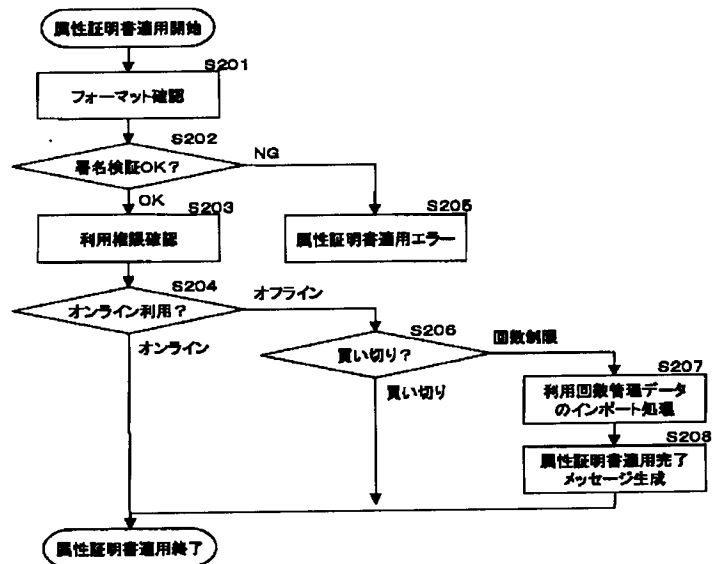 属性証明書適用開始
S201
フォーマット確認
S202
署名検証OK?
NG
OK
S203
利用権限確認
S205
属性証明書適用エラー
S204
オンライン利用?
オフライン
オンライン
S206
買い切り?
回数制限
買い切り
S207
利用回数管理データ
のインポート処理
S208
属性証明書適用完了
メッセージ生成
属性証明書適用終了